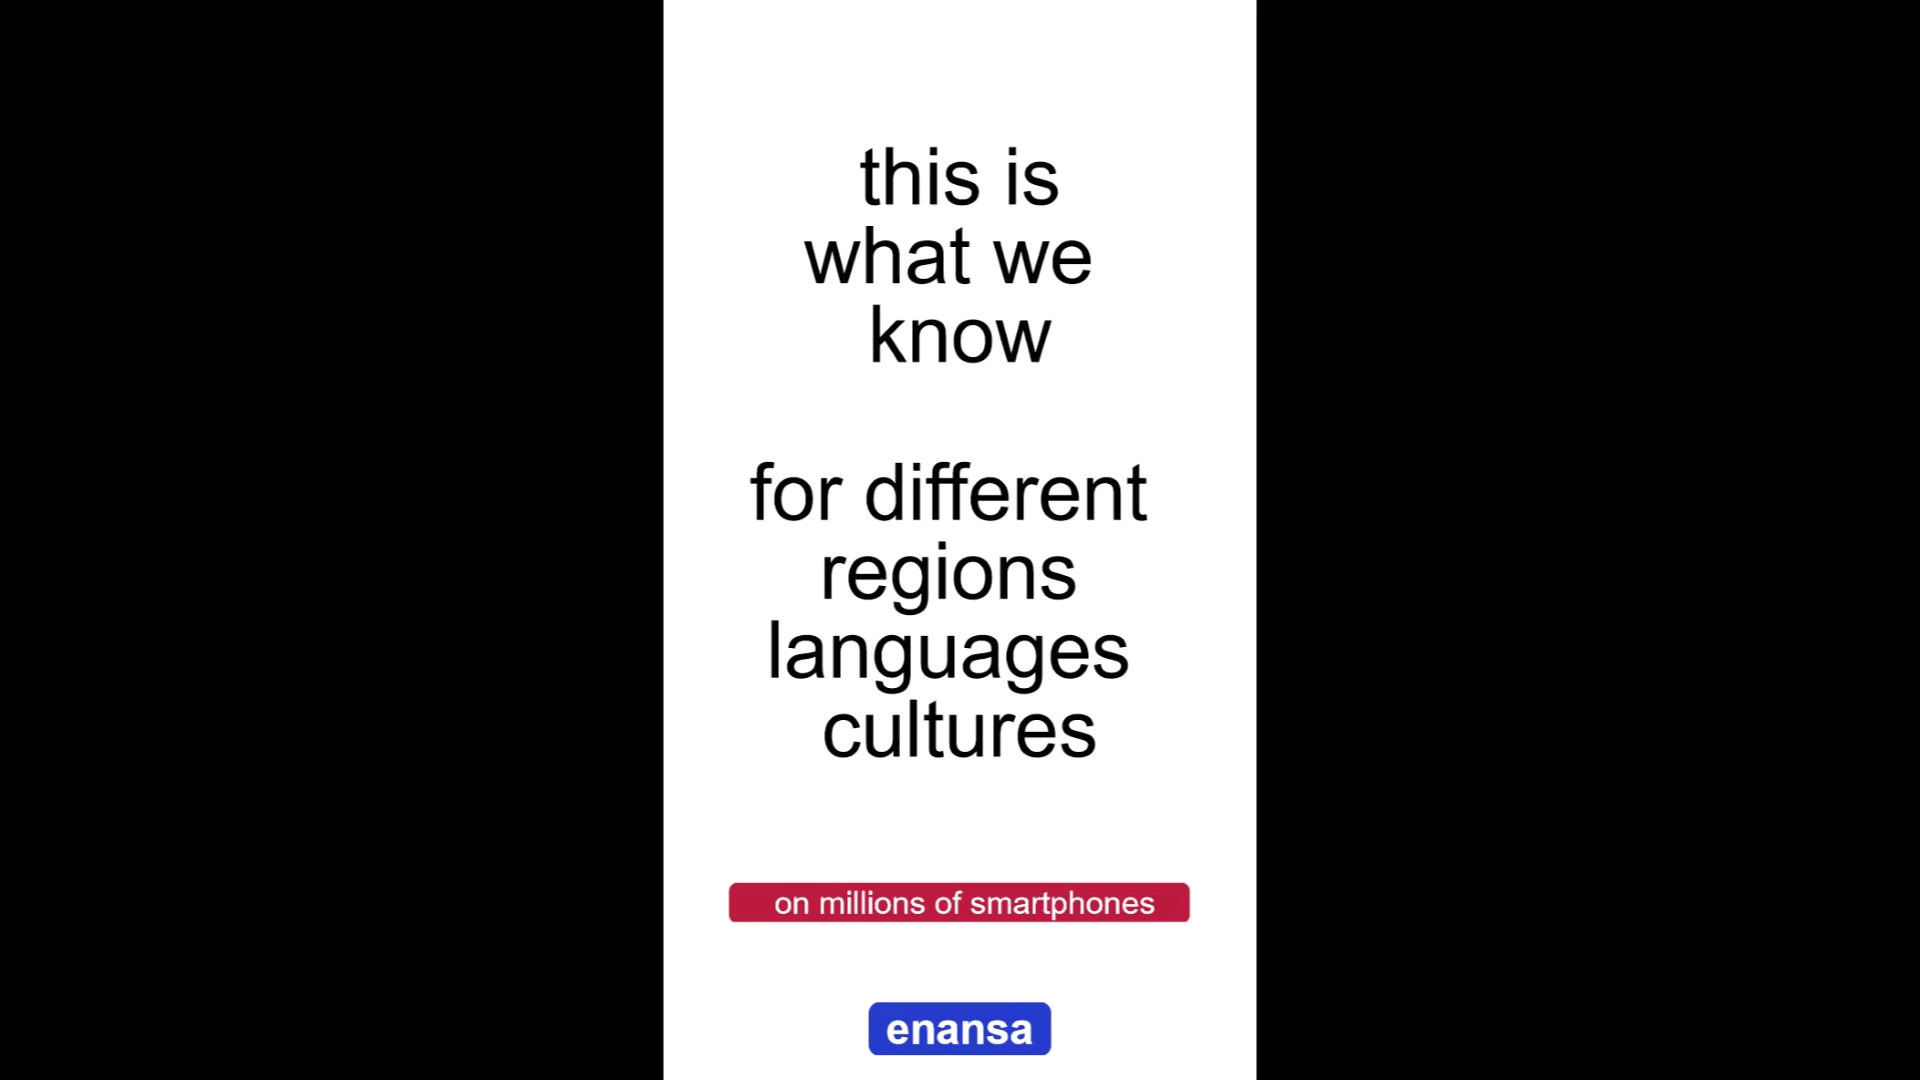 this is
what we
know
for different
regions
languages
cultures
on millions of smartphones
enansa